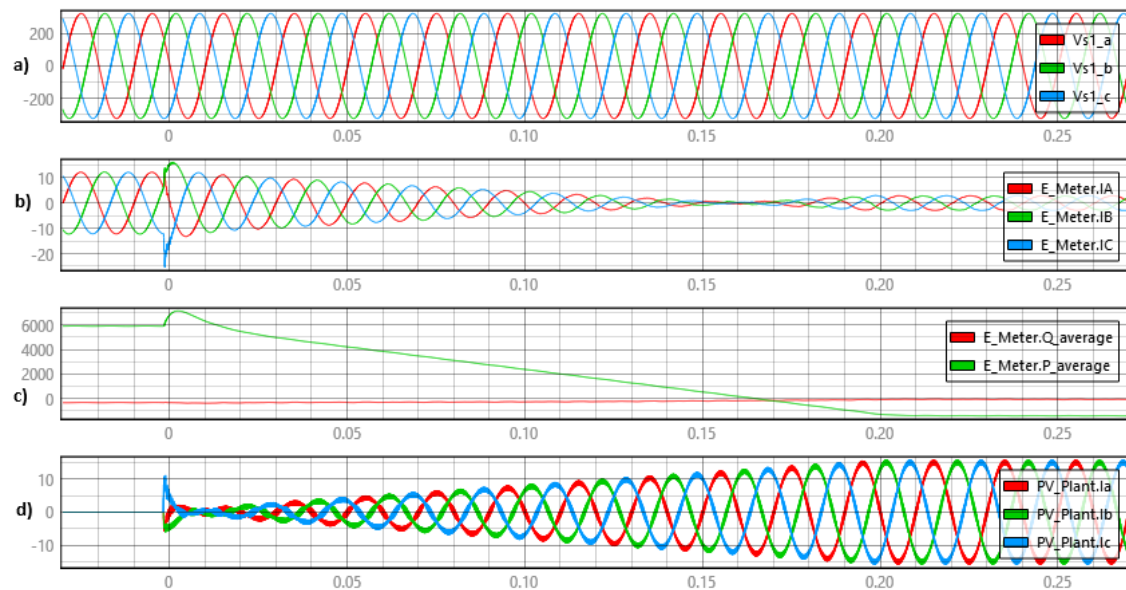 a)
200
0
-200
Vs1_a
Vs1_b
Vs1_c
0 0.05 0.10 0.15 0.20 0.25
b)
10
0
-10
-20
E_Meter.IA
E_Meter.IB
E_Meter.IC
0 0.05 0.10 0.15 0.20 0.25
c)
6000
4000
2000
0
E_Meter.Q_average
E_Meter.P_average
0 0.05 0.10 0.15 0.20 0.25
d)
10
0
-10
PV_Plant.Ia
PV_Plant.Ib
PV_Plant.Ic
0 0.05 0.10 0.15 0.20 0.25